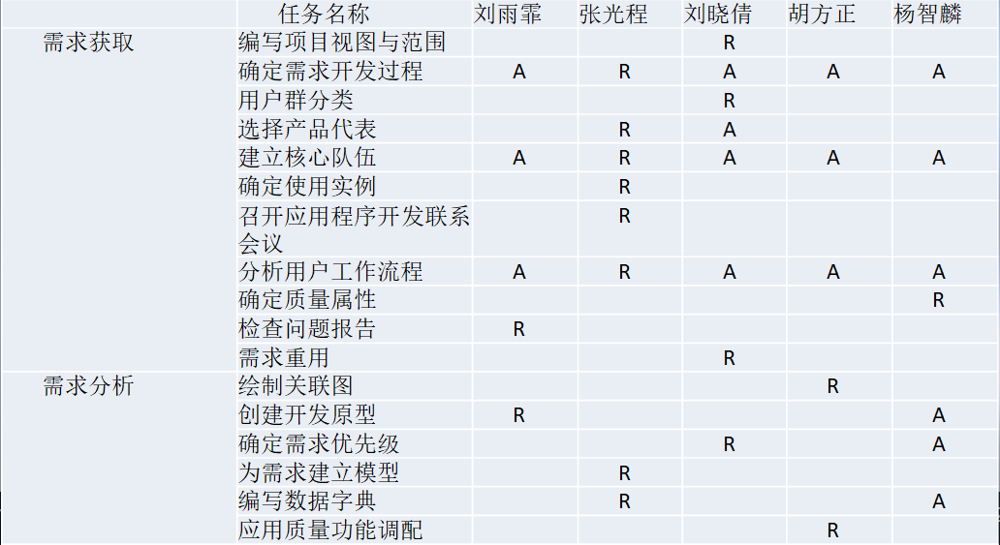 任务名称 刘雨霏 张光程 刘晓倩 胡方正 杨智麟
需求获取 编写项目视图与范围 R
确定需求开发过程 A R A A A
用户群分类 R
选择产品代表 R A
建立核心队伍 A R A A A
确定使用实例 R
召开应用程序开发联系 R
会议
分析用户工作流程 A R A A A
确定质量属性 R
检查问题报告 R
需求重用 R
需求分析 绘制关联图 R
创建开发原型 R A
确定需求优先级 R A
为需求建立模型 R
编写数据字典 R A
应用质量功能调配 R